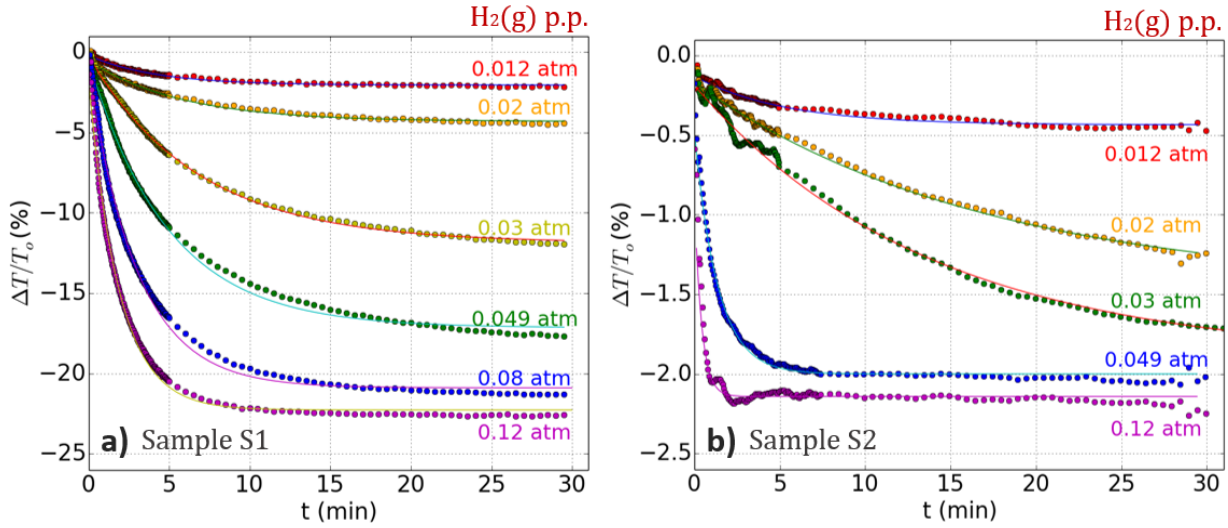 H₂(g) p.p.
0
−5
−10
−15
−20
−25
ΔT/Tₒ(%)
0.012 atm
0.02 atm
0.03 atm
0.049 atm
0.08 atm
0.12 atm
a) Sample S1
0 5 10 15 20 25 30
t (min)
H₂(g) p.p.
0.0
−0.5
−1.0
−1.5
−2.0
−2.5
ΔT/Tₒ(%)
0.012 atm
0.02 atm
0.03 atm
0.049 atm
0.12 atm
b) Sample S2
0 5 10 15 20 25 30
t (min)